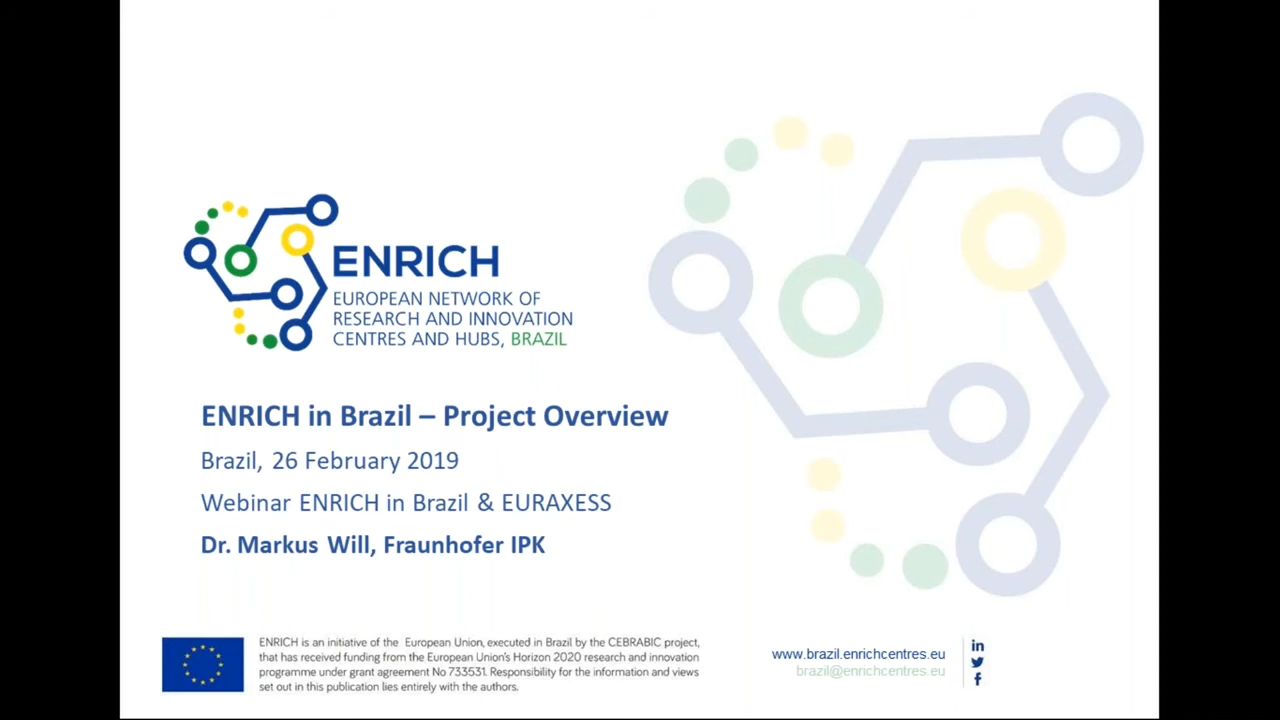 ENRICH
EUROPEAN NETWORK OF
RESEARCH AND INNOVATION
CENTRES AND HUBS, BRAZIL
ENRICH in Brazil – Project Overview
Brazil, 26 February 2019
Webinar ENRICH in Brazil & EURAXESS
Dr. Markus Will, Fraunhofer IPK
ENRICH is an initiative of the European Union, executed in Brazil by the CEBRABIC project,
that has received funding from the European Union's Horizon 2020 research and innovation
programme under grant agreement No 733531. Responsibility for the information and views
set out in this publication lies entirely with the authors.
www.brazil.enrichcentres.eu
brazil@enrichcentres.eu
in
f